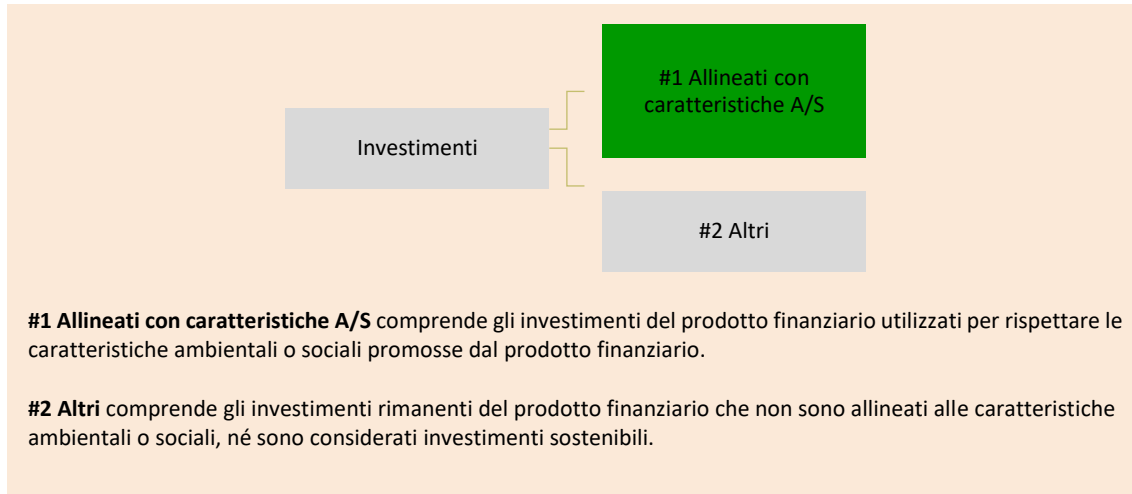 #1 Allineati con
caratteristiche A/S
Investimenti
#2 Altri
#1 Allineati con caratteristiche A/S comprende gli investimenti del prodotto finanziario utilizzati per rispettare le
caratteristiche ambientali o sociali promosse dal prodotto finanziario.
#2 Altri comprende gli investimenti rimanenti del prodotto finanziario che non sono allineati alle caratteristiche
ambientali o sociali, né sono considerati investimenti sostenibili.